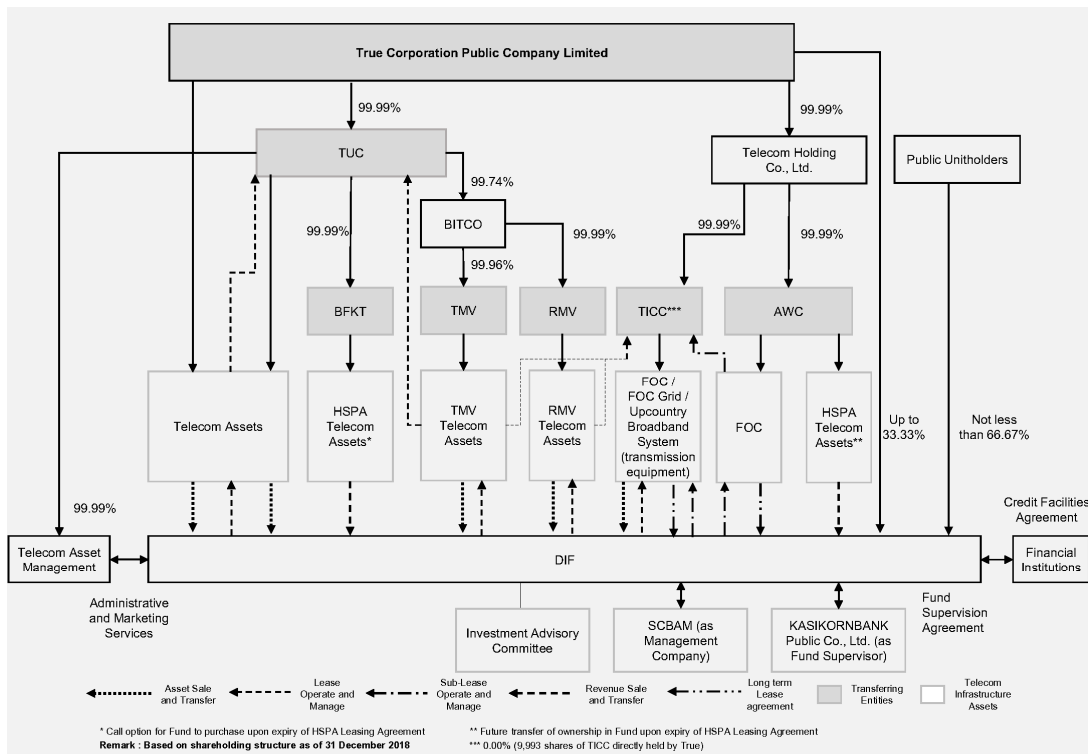 True Corporation Public Company Limited
99.99%
99.99%
TUC
Telecom Holding
Co., Ltd.
Public Unitholders
99.74%
BITCO
99.99%
99.99%
99.99%
99.99%
99.96%
BFKT
TMV
RMV
TICC***
AWC
Telecom Assets
HSPA
Telecom
Assets*
TMV
Telecom
Assets
RMV
Telecom
Assets
FOC /
FOC Grid /
Upcountry
Broadband
System
(transmission
equipment)
FOC
HSPA
Telecom
Assets**
Up to
33.33%
Not less
than 66.67%
99.99%
Credit Facilities
Agreement
Telecom Asset
Management
DIF
Financial
Institutions
Administrative
and Marketing
Services
Fund
Supervision
Agreement
Investment Advisory
Committee
SCBAM (as
Management
Company)
KASIKORNBANK
Public Co., Ltd. (as
Fund Supervisor)
Asset Sale
and Transfer
Lease
Operate and
Manage
Sub-Lease
Operate and
Manage
Revenue Sale
and Transfer
Long term
Lease
agreement
Transferring
Entities
Telecom
Infrastructure
Assets
* Call option for Fund to purchase upon expiry of HSPA Leasing Agreement
** Future transfer of ownership in Fund upon expiry of HSPA Leasing Agreement
Remark : Based on shareholding structure as of 31 December 2018
*** 0.00% (9,993 shares of TICC directly held by True)